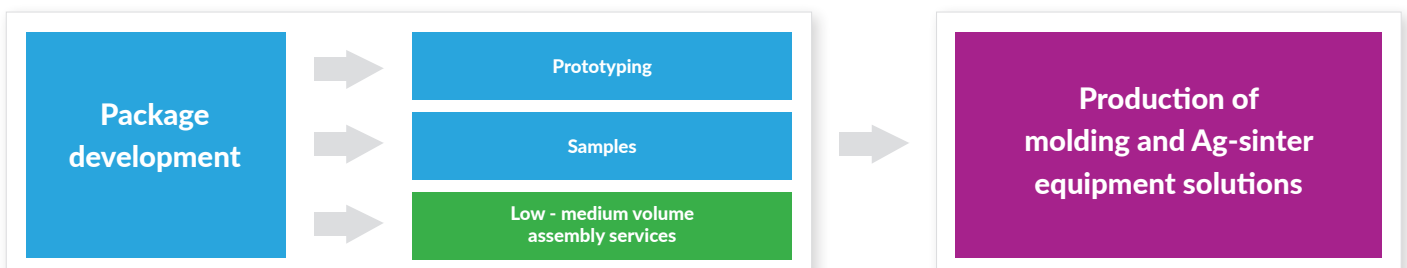 Package
development
Prototyping
Samples
Low - medium volume
assembly services
Production of
molding and Ag-sinter
equipment solutions